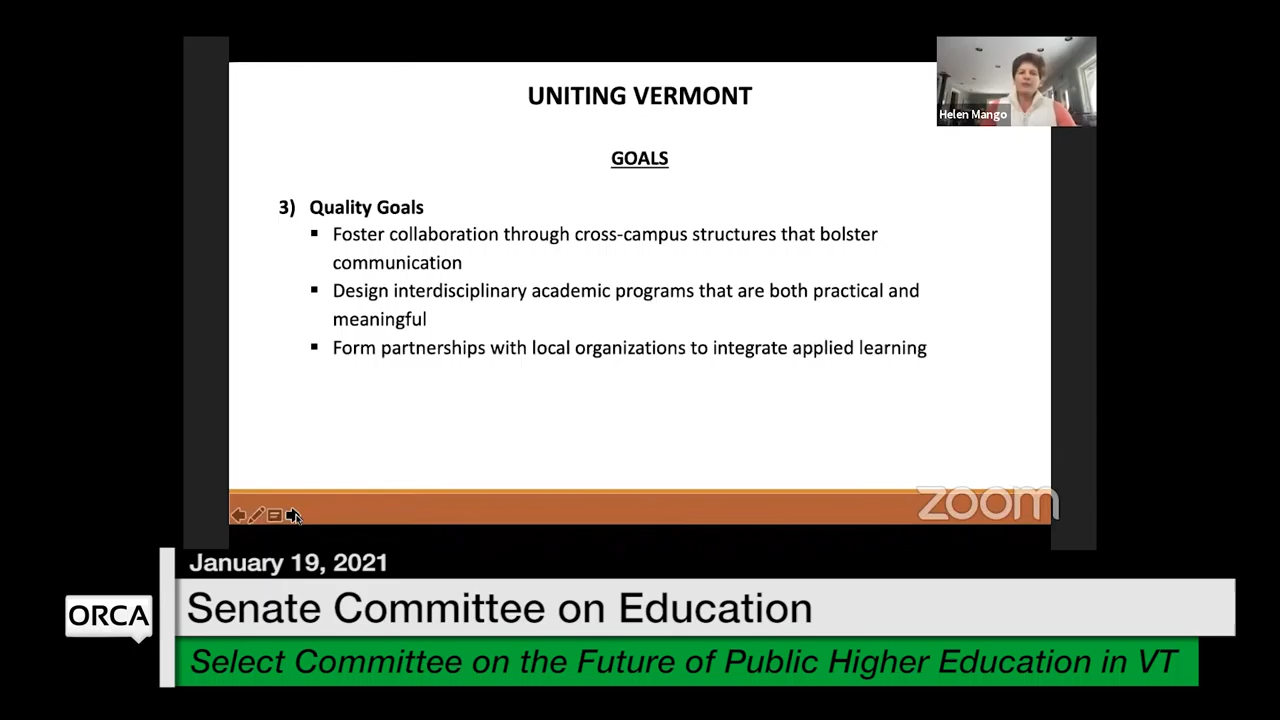 UNITING VERMONT
Helen Mango
GOALS
3) Quality Goals
▪ Foster collaboration through cross-campus structures that bolster
communication
▪ Design interdisciplinary academic programs that are both practical and
meaningful
▪ Form partnerships with local organizations to integrate applied learning
zoom
January 19, 2021
ORCA
Senate Committee on Education
Select Committee on the Future of Public Higher Education in VT